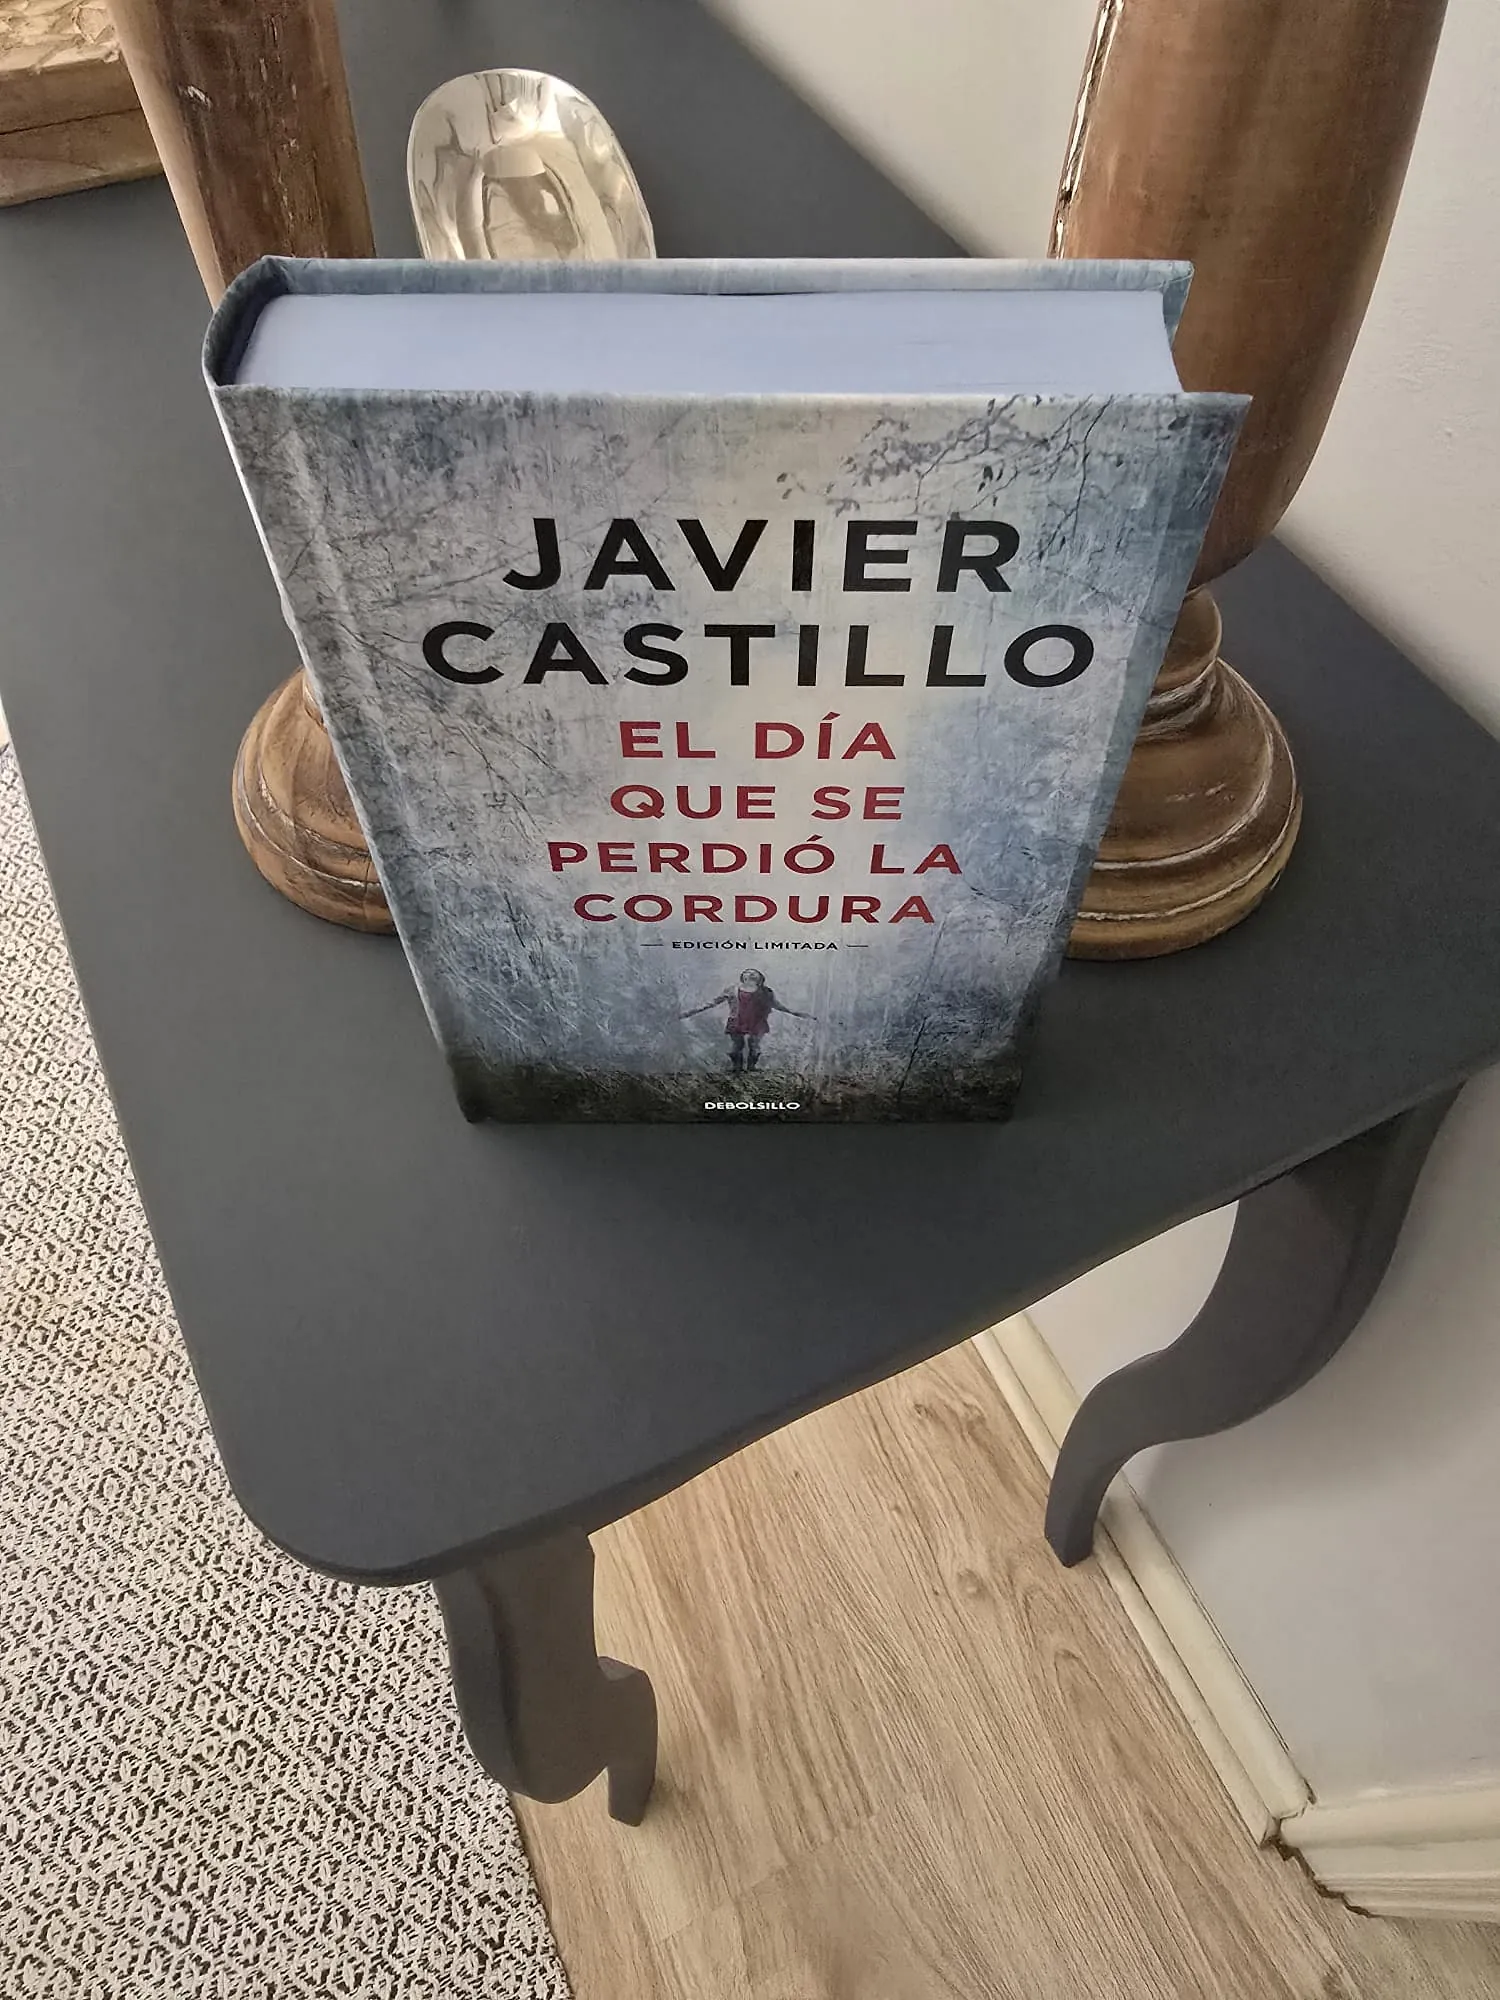 JAVIER
CASTILLO
EL DÍA
QUE SE
PERDIÓ LA
CORDURA
— EDICIÓN LIMITADA —
DEBOLSILLO